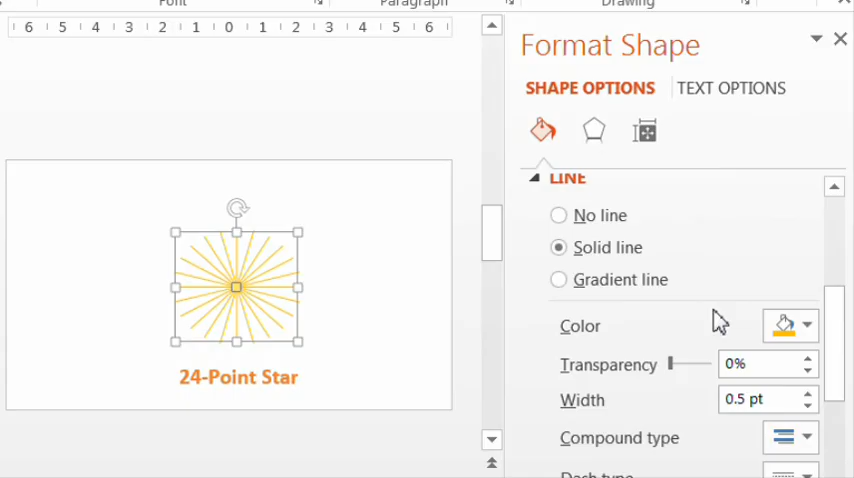 Font
Paragraph
Drawing
6 5 4 3 2 1 0 1 2 3 4 5 6
Format Shape
SHAPE OPTIONS TEXT OPTIONS
LINE
No line
Solid line
Gradient line
Color
Transparency 0%
Width 0.5 pt
Compound type
Dash type
24-Point Star